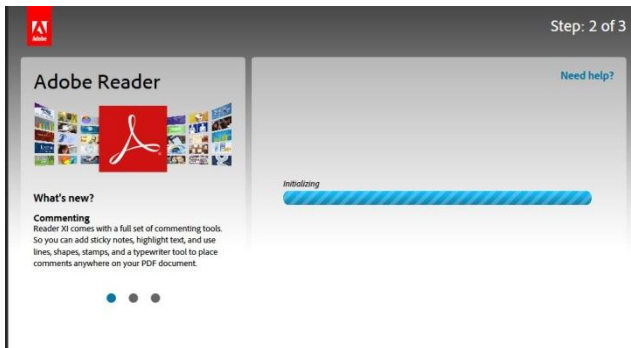 Adobe
Step: 2 of 3
Adobe Reader
Need help?
Initializing
What's new?
Commenting
Reader XI comes with a full set of commenting tools.
So you can add sticky notes, highlight text, and use
lines, shapes, stamps, and a typewriter tool to place
comments anywhere on your PDF document.